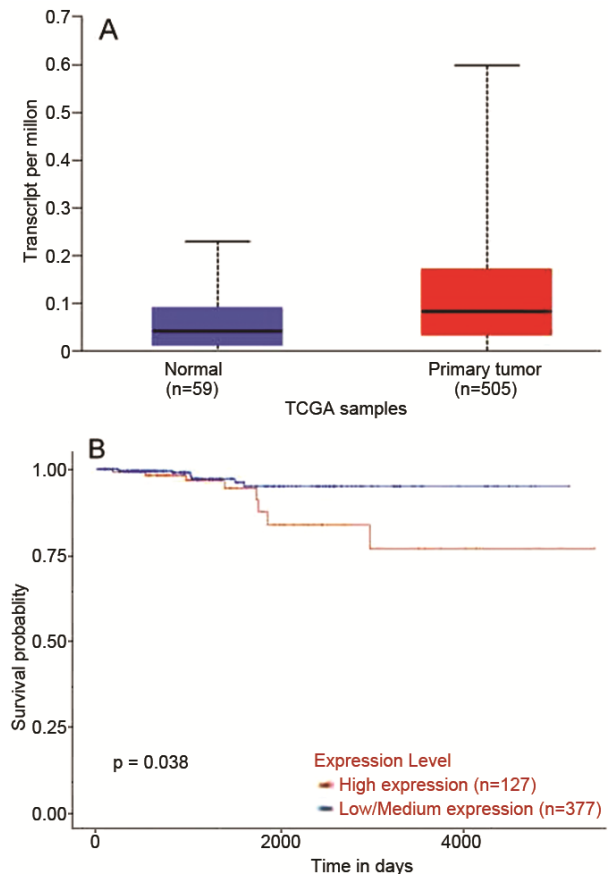 A
Transcript per millon
0.7
0.6
0.5
0.4
0.3
0.2
0.1
0
Normal
(n=59)
Primary tumor
(n=505)
TCGA samples
B
Survival probablity
1.00
0.75
0.50
0.25
0.00
p = 0.038
Expression Level
High expression (n=127)
Low/Medium expression (n=377)
0
2000
4000
Time in days